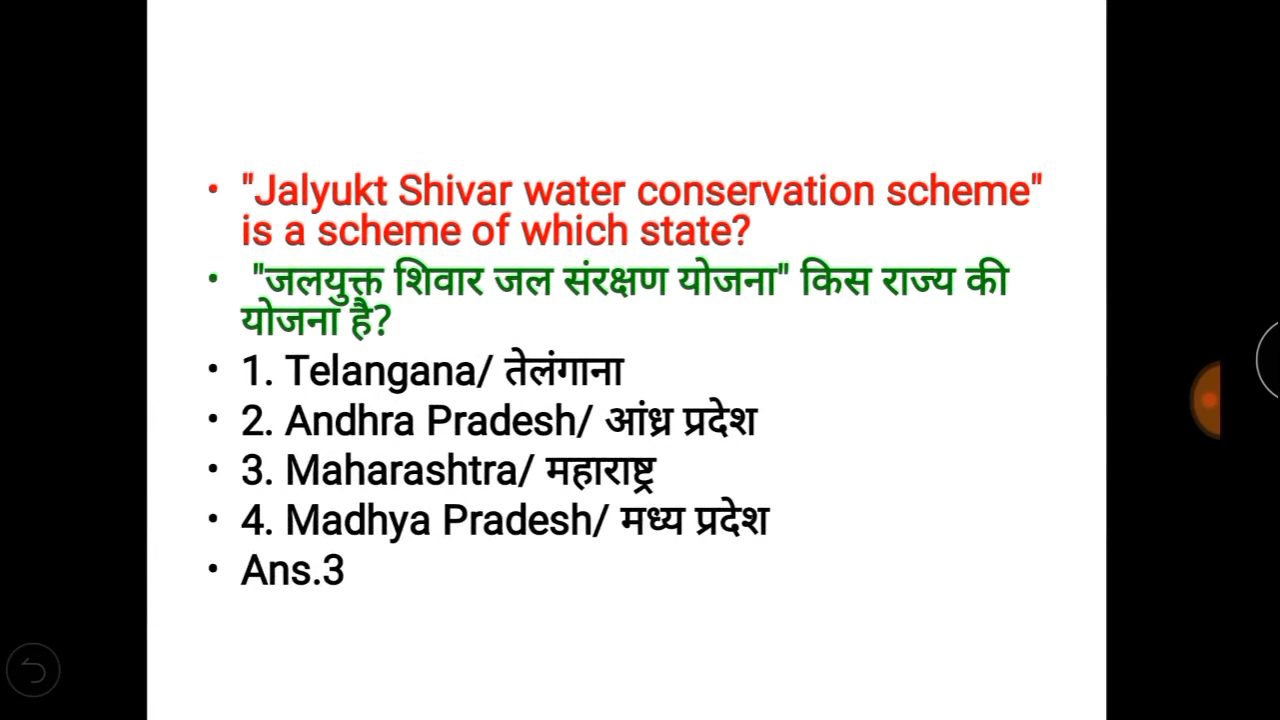 • "Jalyukt Shivar water conservation scheme"
is a scheme of which state?
• "जलयुक्त शिवार जल संरक्षण योजना" किस राज्य की
योजना है?
• 1. Telangana/ तेलंगाना
• 2. Andhra Pradesh/ आंध्र प्रदेश
• 3. Maharashtra/ महाराष्ट्र
• 4. Madhya Pradesh/ मध्य प्रदेश
• Ans.3